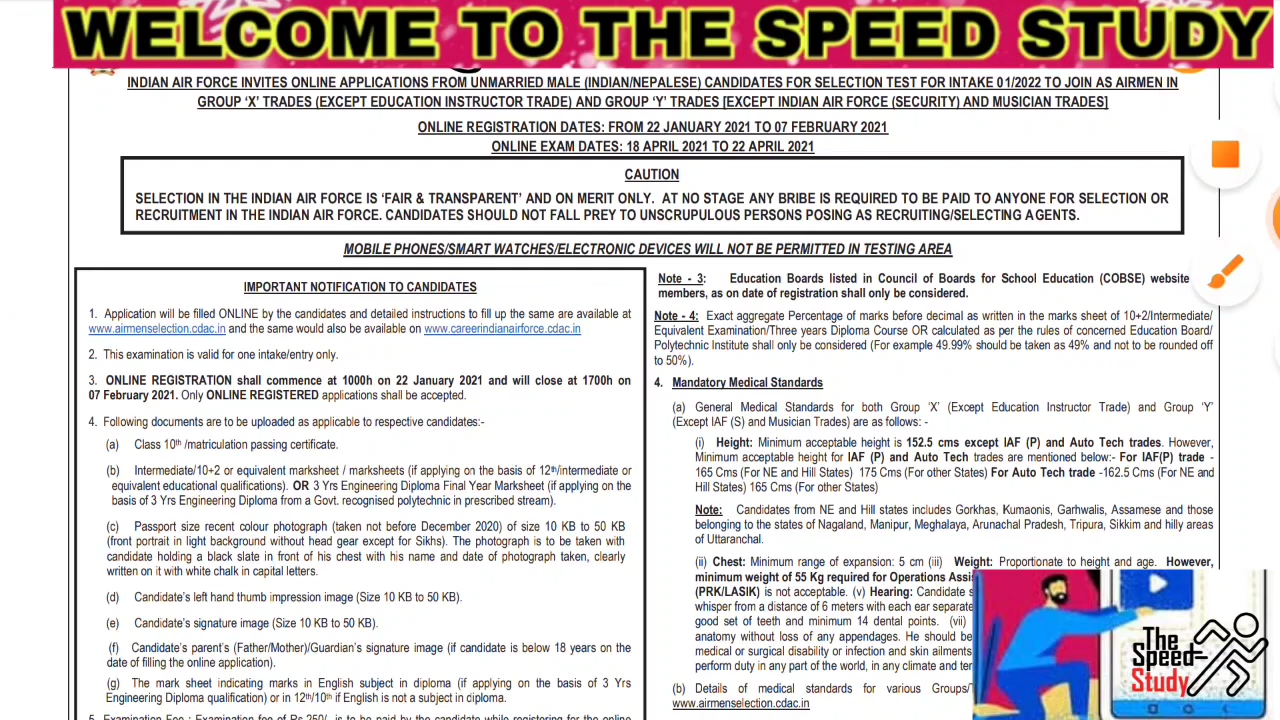 WELCOME TO THE SPEED STUDY
INDIAN AIR FORCE INVITES ONLINE APPLICATIONS FROM UNMARRIED MALE (INDIAN/NEPALESE) CANDIDATES FOR SELECTION TEST FOR INTAKE 01/2022 TO JOIN AS AIRMEN IN
GROUP ‘X’ TRADES (EXCEPT EDUCATION INSTRUCTOR TRADE) AND GROUP ‘Y’ TRADES [EXCEPT INDIAN AIR FORCE (SECURITY) AND MUSICIAN TRADES]
ONLINE REGISTRATION DATES: FROM 22 JANUARY 2021 TO 07 FEBRUARY 2021
ONLINE EXAM DATES: 18 APRIL 2021 TO 22 APRIL 2021
CAUTION
SELECTION IN THE INDIAN AIR FORCE IS ‘FAIR & TRANSPARENT’ AND ON MERIT ONLY. AT NO STAGE ANY BRIBE IS REQUIRED TO BE PAID TO ANYONE FOR SELECTION OR
RECRUITMENT IN THE INDIAN AIR FORCE. CANDIDATES SHOULD NOT FALL PREY TO UNSCRUPULOUS PERSONS POSING AS RECRUITING/SELECTING AGENTS.
MOBILE PHONES/SMART WATCHES/ELECTRONIC DEVICES WILL NOT BE PERMITTED IN TESTING AREA
IMPORTANT NOTIFICATION TO CANDIDATES
1. Application will be filled ONLINE by the candidates and detailed instructions to fill up the same are available at
www.airmenselection.cdac.in and the same would also be available on www.careerindianairforce.cdac.in
2. This examination is valid for one intake/entry only.
3. ONLINE REGISTRATION shall commence at 1000h on 22 January 2021 and will close at 1700h on
07 February 2021. Only ONLINE REGISTERED applications shall be accepted.
4. Following documents are to be uploaded as applicable to respective candidates:-
(a) Class 10th /matriculation passing certificate.
(b) Intermediate/10+2 or equivalent marksheet / marksheets (if applying on the basis of 12th/intermediate or
equivalent educational qualifications). OR 3 Yrs Engineering Diploma Final Year Marksheet (if applying on the
basis of 3 Yrs Engineering Diploma from a Govt. recognised polytechnic in prescribed stream).
(c) Passport size recent colour photograph (taken not before December 2020) of size 10 KB to 50 KB
(front portrait in light background without head gear except for Sikhs). The photograph is to be taken with
candidate holding a black slate in front of his chest with his name and date of photograph taken, clearly
written on it with white chalk in capital letters.
(d) Candidate's left hand thumb impression image (Size 10 KB to 50 KB).
(e) Candidate's signature image (Size 10 KB to 50 KB).
(f) Candidate's parent's (Father/Mother)/Guardian's signature image (if candidate is below 18 years on the
date of filling the online application).
(g) The mark sheet indicating marks in English subject in diploma (if applying on the basis of 3 Yrs
Engineering Diploma qualification) or in 12th/10th if English is not a subject in diploma.
5. Examination Fee : Examination fee of Rs.250/- is to be paid by the candidate while registering for the online
Note - 3: Education Boards listed in Council of Boards for School Education (COBSE) website
members, as on date of registration shall only be considered.
Note - 4: Exact aggregate Percentage of marks before decimal as written in the marks sheet of 10+2/Intermediate/
Equivalent Examination/Three years Diploma Course OR calculated as per the rules of concerned Education Board/
Polytechnic Institute shall only be considered (For example 49.99% should be taken as 49% and not to be rounded off
to 50%).
4. Mandatory Medical Standards
(a) General Medical Standards for both Group ‘X’ (Except Education Instructor Trade) and Group ‘Y’
(Except IAF (S) and Musician Trades) are as follows: -
(i) Height: Minimum acceptable height is 152.5 cms except IAF (P) and Auto Tech trades. However,
Minimum acceptable height for IAF (P) and Auto Tech trades are mentioned below:- For IAF(P) trade -
165 Cms (For NE and Hill States) 175 Cms (For other States) For Auto Tech trade -162.5 Cms (For NE and
Hill States) 165 Cms (For other States)
Note: Candidates from NE and Hill states includes Gorkhas, Kumaonis, Garhwalis, Assamese and those
belonging to the states of Nagaland, Manipur, Meghalaya, Arunachal Pradesh, Tripura, Sikkim and hilly areas
of Uttaranchal.
(ii) Chest: Minimum range of expansion: 5 cm (iii) Weight: Proportionate to height and age. However,
minimum weight of 55 Kg required for Operations
(PRK/LASIK) is not acceptable. (v) Hearing: Candidate
whisper from a distance of 6 meters with each ear
good set of teeth and minimum 14 dental points. (vii)
anatomy without loss of any appendages. He should be
medical or surgical disability or infection and skin ailments
perform duty in any part of the world, in any climate and
(b) Details of medical standards for various
www.airmenselection.cdac.in
The
Speed
Study